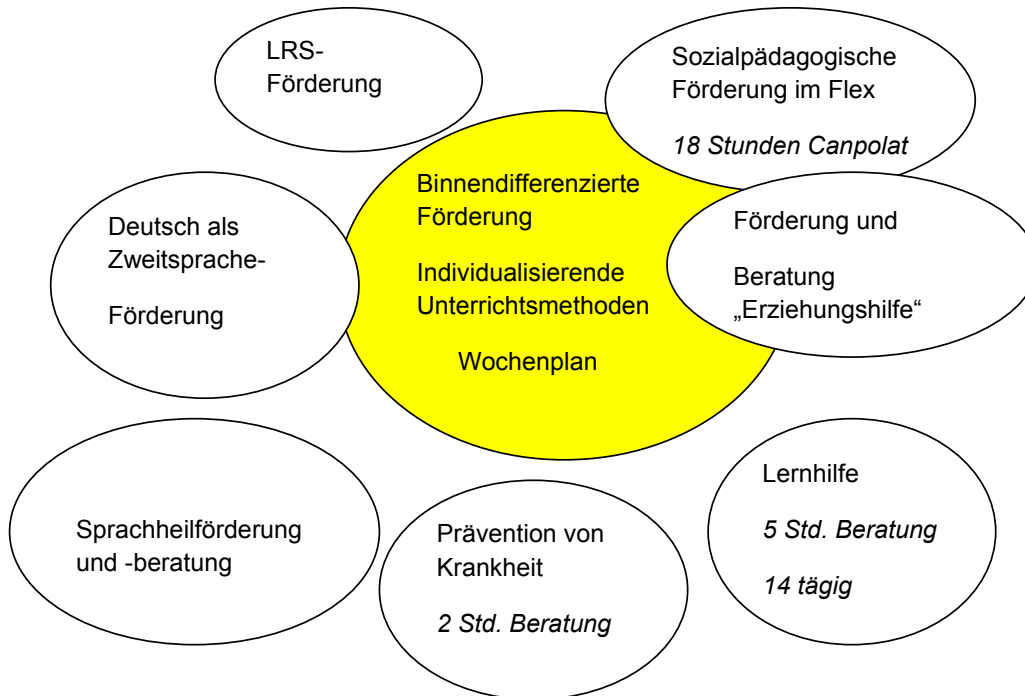 LRS-
Förderung
Sozialpädagogische
Förderung im Flex
18 Stunden Canpolat
Binnendifferenzierte
Förderung
Individualisierende
Unterrichtsmethoden
Wochenplan
Deutsch als
Zweitsprache-
Förderung
Förderung und
Beratung
„Erziehungshilfe“
Sprachheilförderung
und -beratung
Prävention von
Krankheit
2 Std. Beratung
Lernhilfe
5 Std. Beratung
14 tägig